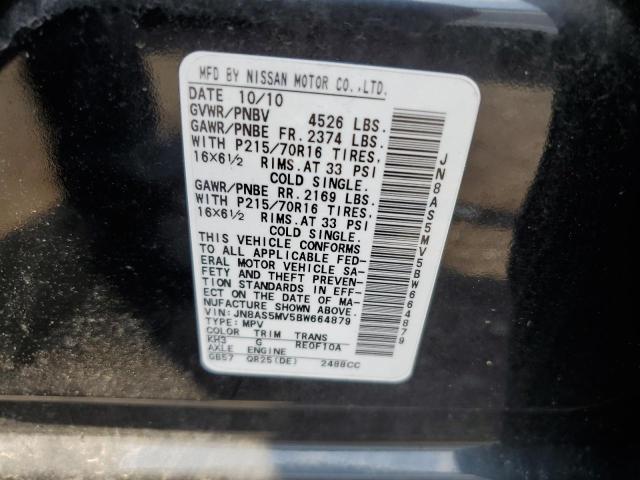 MFD BY NISSAN MOTOR CO.,LTD.
DATE 10/10
GVWR/PNBV 4526 LBS.
GAWR/PNBE FR. 2374 LBS.
WITH P215/70R16 TIRES,
16X6½ RIMS.AT 33 PSI
COLD SINGLE.
GAWR/PNBE RR. 2169 LBS.
WITH P215/70R16 TIRES,
16X6½ RIMS.AT 33 PSI
COLD SINGLE.
THIS VEHICLE CONFORMS
TO ALL APPLICABLE FED-
ERAL MOTOR VEHICLE SA-
FETY AND THEFT PREVEN-
TION STANDARDS IN EFF-
ECT ON THE DATE OF MA-
NUFACTURE SHOWN ABOVE.
VIN: JN8AS5MV5BW664879
TYPE: MPV
COLOR TRIM TRANS
KH3 G RE0F10A
AXLE ENGINE
GB57 QR25(DE) 2488CC
JN8AS5MV5BW664879